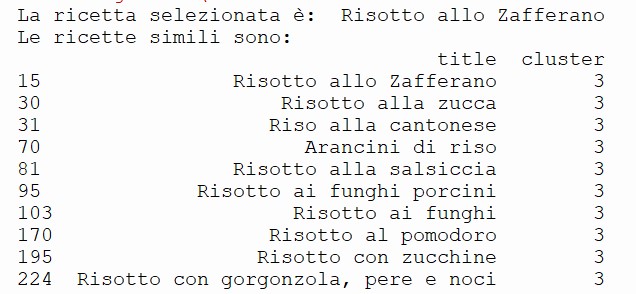 La ricetta selezionata è: Risotto allo Zafferano
Le ricette simili sono:
title cluster
15 Risotto allo Zafferano 3
30 Risotto alla zucca 3
31 Riso alla cantonese 3
70 Arancini di riso 3
81 Risotto alla salsiccia 3
95 Risotto ai funghi porcini 3
103 Risotto ai funghi 3
170 Risotto al pomodoro 3
195 Risotto con zucchine 3
224 Risotto con gorgonzola, pere e noci 3